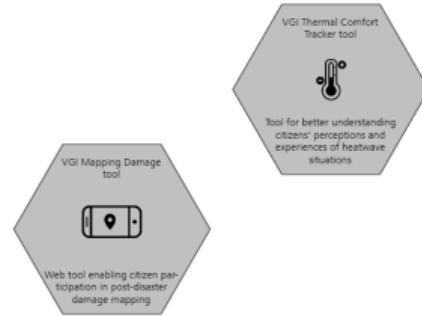 VGI Thermal Comfort
Tracker tool
Tool for better understanding
citizens' perceptions and
experiences of heatwave
situations
VGI Mapping Damage
tool
Web tool enabling citizen par-
ticipation in post-disaster
damage mapping